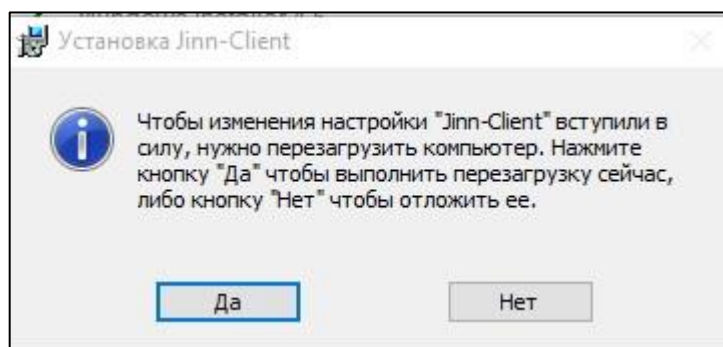 Установка Jinn-Client
Чтобы изменения настройки "Jinn-Client" вступили в
силу, нужно перезагрузить компьютер. Нажмите
кнопку "Да" чтобы выполнить перезагрузку сейчас,
либо кнопку "Нет" чтобы отложить ее.
Да
Нет